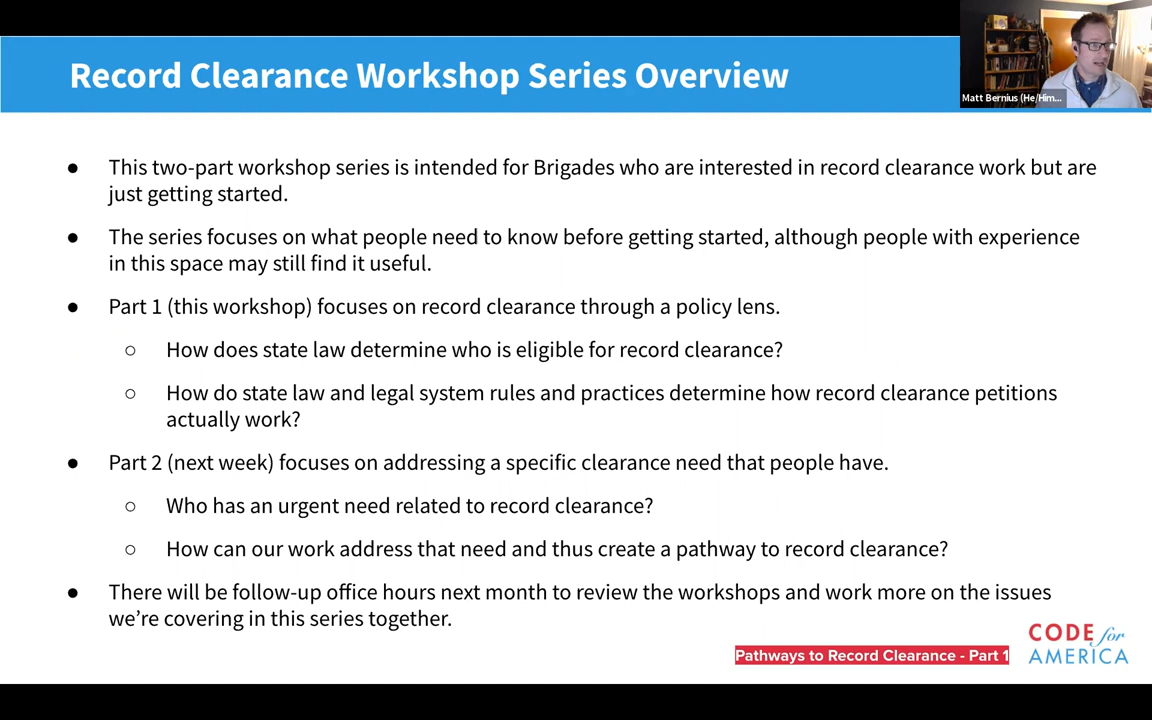 Record Clearance Workshop Series Overview
Matt Bernius (He/Him...
● This two-part workshop series is intended for Brigades who are interested in record clearance work but are
just getting started.
● The series focuses on what people need to know before getting started, although people with experience
in this space may still find it useful.
● Part 1 (this workshop) focuses on record clearance through a policy lens.
○ How does state law determine who is eligible for record clearance?
○ How do state law and legal system rules and practices determine how record clearance petitions
actually work?
● Part 2 (next week) focuses on addressing a specific clearance need that people have.
○ Who has an urgent need related to record clearance?
○ How can our work address that need and thus create a pathway to record clearance?
● There will be follow-up office hours next month to review the workshops and work more on the issues
we’re covering in this series together.
Pathways to Record Clearance - Part 1
CODE for
AMERICA